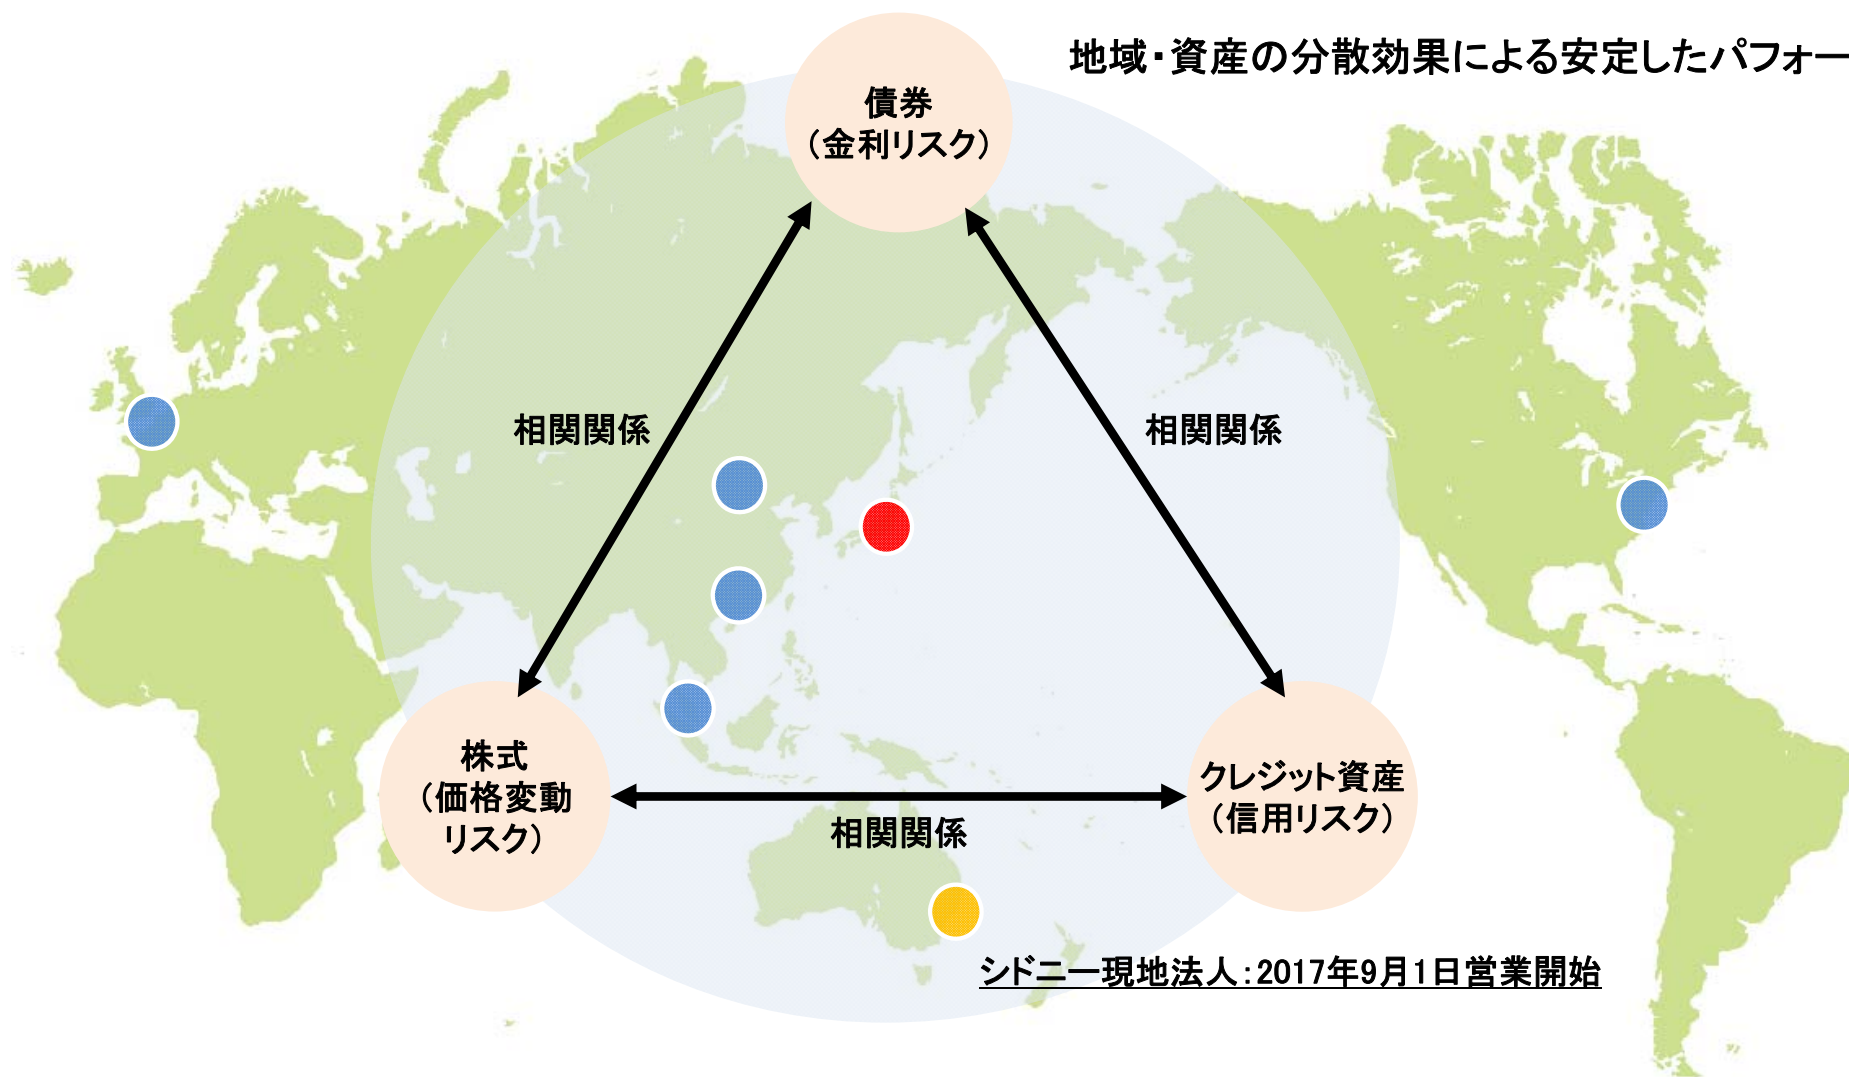 地域・資産の分散効果による安定したパフォー
債券
（金利リスク）
相関関係
相関関係
株式
（価格変動
リスク）
クレジット資産
（信用リスク）
相関関係
シドニー現地法人：2017年9月1日営業開始